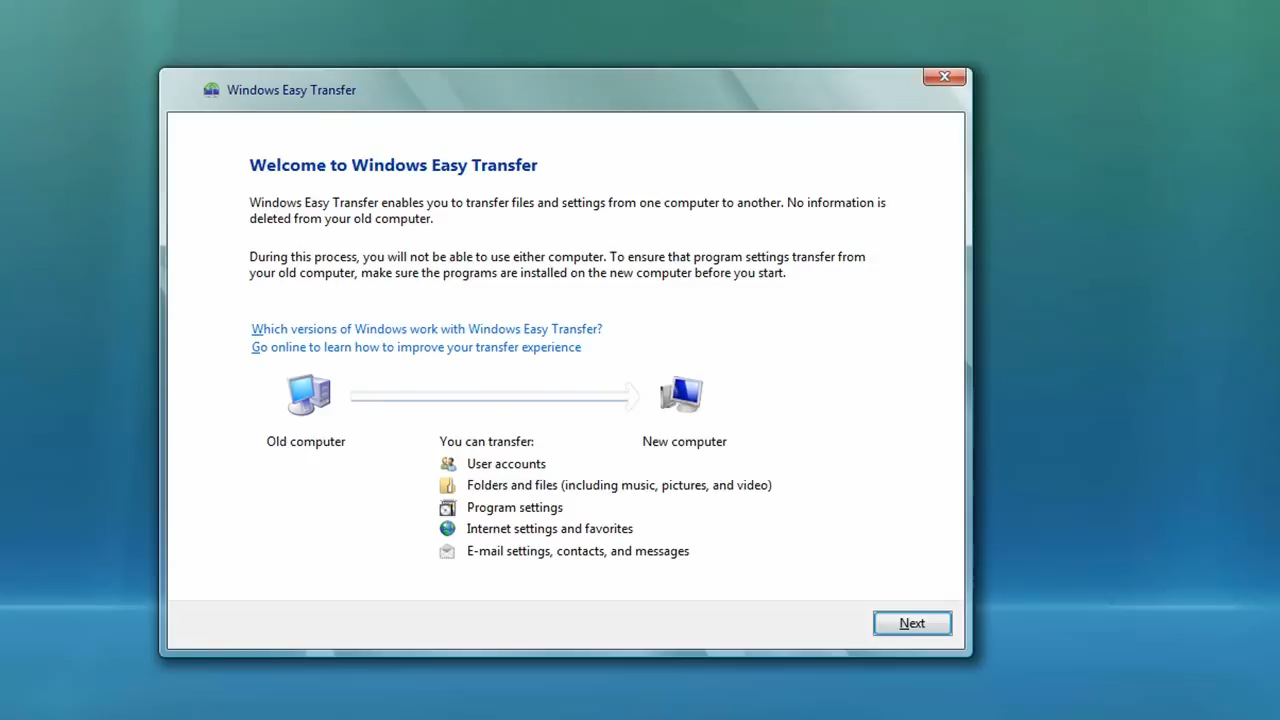 Windows Easy Transfer
Welcome to Windows Easy Transfer
Windows Easy Transfer enables you to transfer files and settings from one computer to another. No information is
deleted from your old computer.
During this process, you will not be able to use either computer. To ensure that program settings transfer from
your old computer, make sure the programs are installed on the new computer before you start.
Which versions of Windows work with Windows Easy Transfer?
Go online to learn how to improve your transfer experience
Old computer
You can transfer:
New computer
User accounts
Folders and files (including music, pictures, and video)
Program settings
Internet settings and favorites
E-mail settings, contacts, and messages
Next